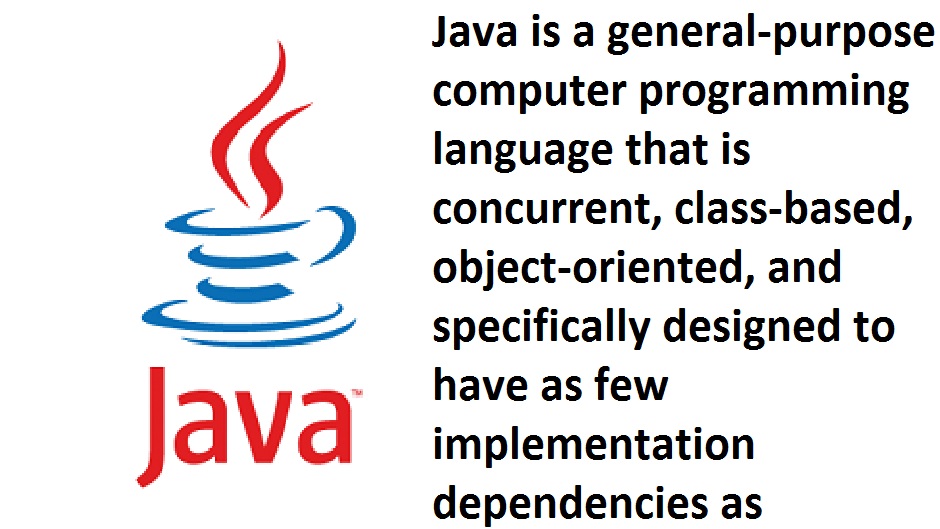 Java™
Java is a general-purpose
computer programming
language that is
concurrent, class-based,
object-oriented, and
specifically designed to
have as few
implementation
dependencies as